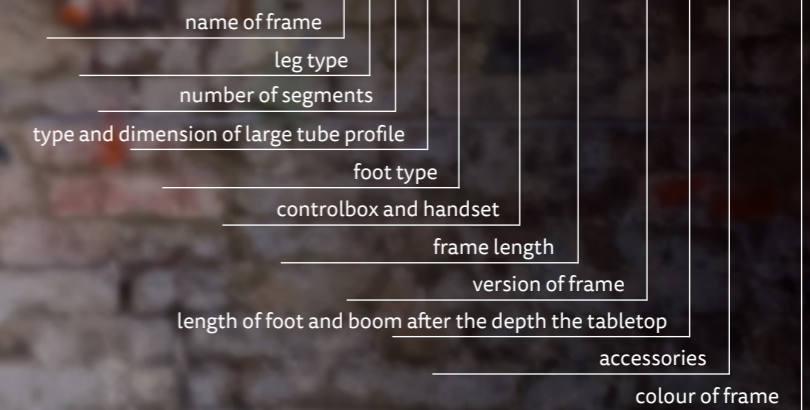 name of frame
leg type
number of segments
type and dimension of large tube profile
foot type
controlbox and handset
frame length
version of frame
length of foot and boom after the depth the tabletop
accessories
colour of frame